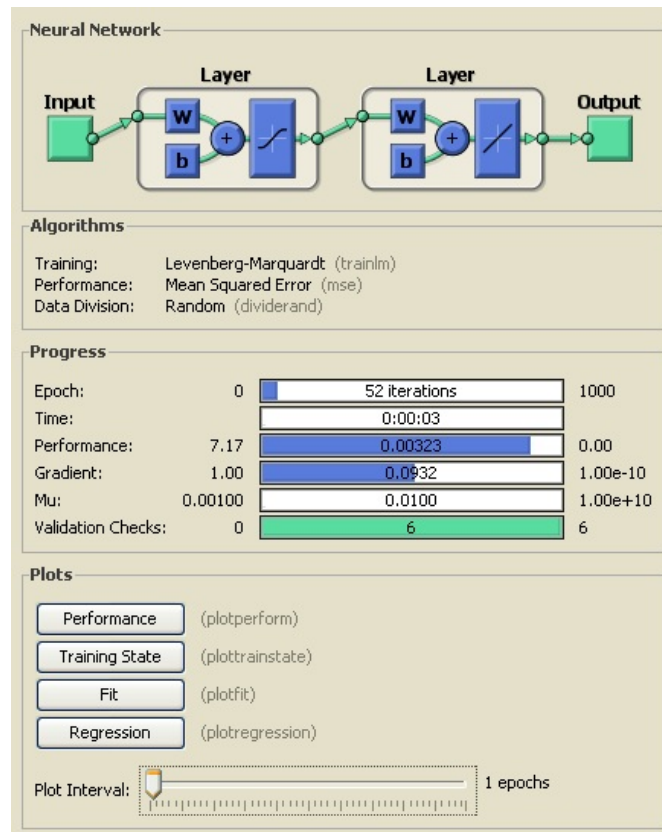 Neural Network
Layer Layer
Input Output
W W
b b
+ +
Algorithms
Training: Levenberg-Marquardt (trainlm)
Performance: Mean Squared Error (mse)
Data Division: Random (dividerand)
Progress
Epoch: 0 52 iterations 1000
Time: 0:00:03
Performance: 7.17 0.00323 0.00
Gradient: 1.00 0.0932 1.00e-10
Mu: 0.00100 0.0100 1.00e+10
Validation Checks: 0 6 6
Plots
Performance (plotperform)
Training State (plottrainstate)
Fit (plotfit)
Regression (plotregression)
Plot Interval: 1 epochs